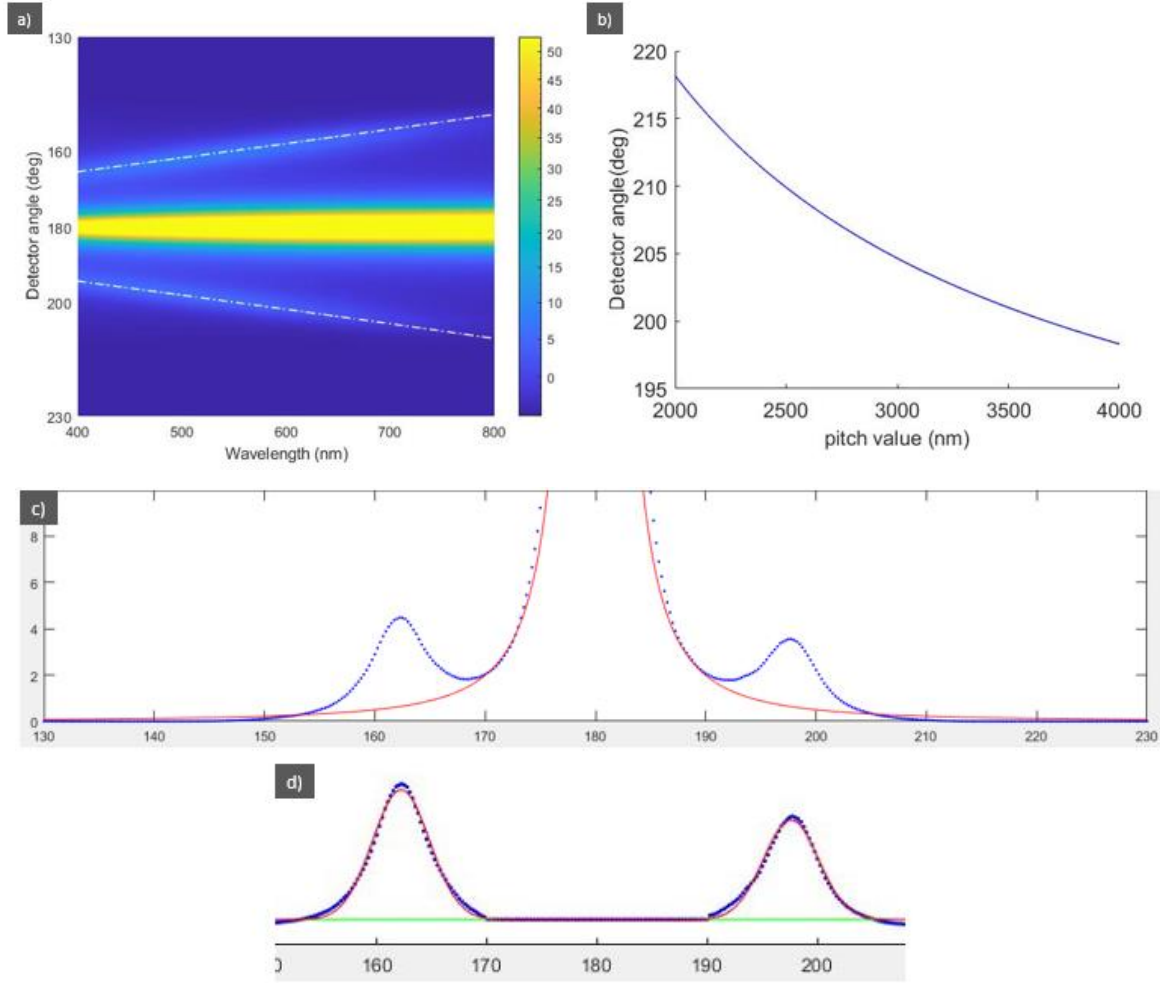 a)
Detector angle (deg)
130
160
180
200
230
400 500 600 700 800
Wavelength (nm)
50
45
40
35
30
25
20
15
10
5
0
b)
Detector angle(deg)
220
215
210
205
200
195
2000 2500 3000 3500 4000
pitch value (nm)
c)
8
6
4
2
0
130 140 150 160 170 180 190 200 210 220 230
d)
0 160 170 180 190 200